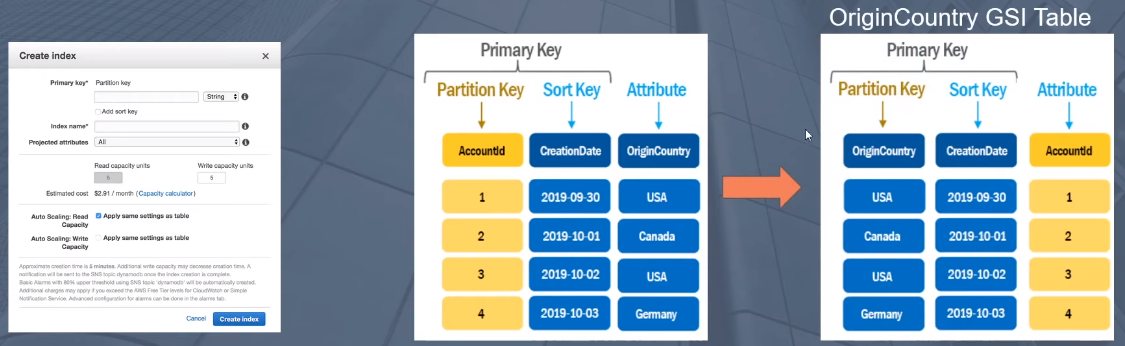 OriginCountry GSI Table
Create index
Primary key* Partition key
String
Add sort key
Index name*
Projected attributes All
Read capacity units Write capacity units
5 5
Estimated cost $2.91 / month (Capacity calculator)
Auto Scaling: Read Capacity Apply same settings as table
Auto Scaling: Write Capacity Apply same settings as table
Approximate creation time is 5 minutes. Additional write capacity may decrease creation time. A
notification will be sent to the SNS topic dynamodb once the index creation is complete.
Basic Alarms with 80% upper threshold using SNS topic 'dynamodb' will be automatically created.
Additional charges may apply if you exceed the AWS Free Tier levels for CloudWatch or Simple
Notification Service. Advanced configuration for alarms can be done in the alarms tab.
Cancel Create index
Primary Key
Partition Key Sort Key Attribute
AccountId CreationDate OriginCountry
1 2019-09-30 USA
2 2019-10-01 Canada
3 2019-10-02 USA
4 2019-10-03 Germany
Primary Key
Partition Key Sort Key Attribute
OriginCountry CreationDate AccountId
USA 2019-09-30 1
Canada 2019-10-01 2
USA 2019-10-02 3
Germany 2019-10-03 4